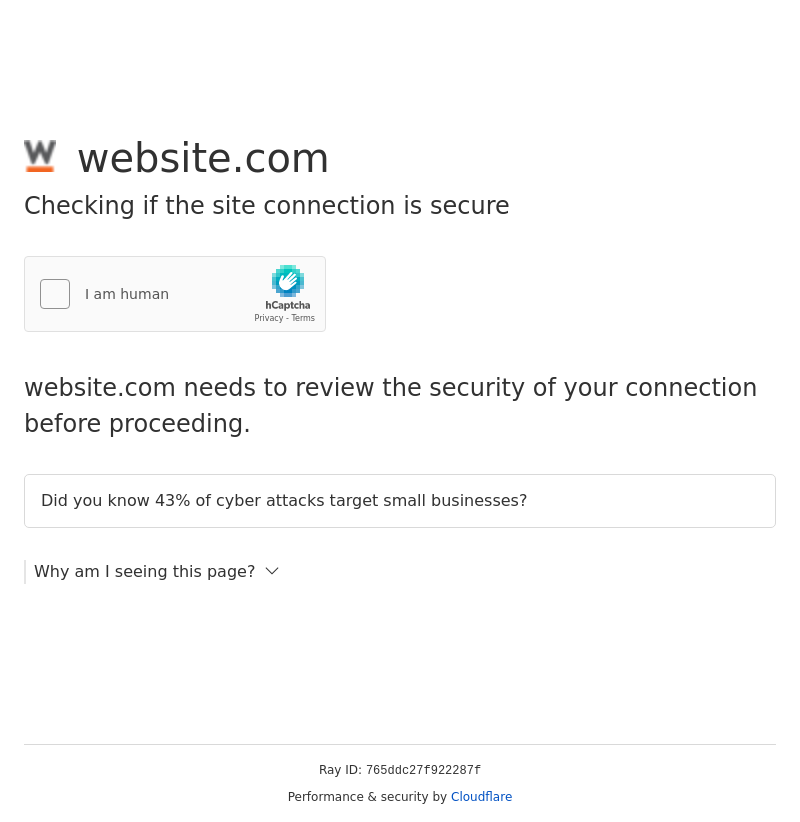 W
website.com
Checking if the site connection is secure
I am human
hCaptcha
Privacy - Terms
website.com needs to review the security of your connection
before proceeding.
Did you know 43% of cyber attacks target small businesses?
Why am I seeing this page?
Ray ID: 765ddc27f922287f
Performance & security by Cloudflare